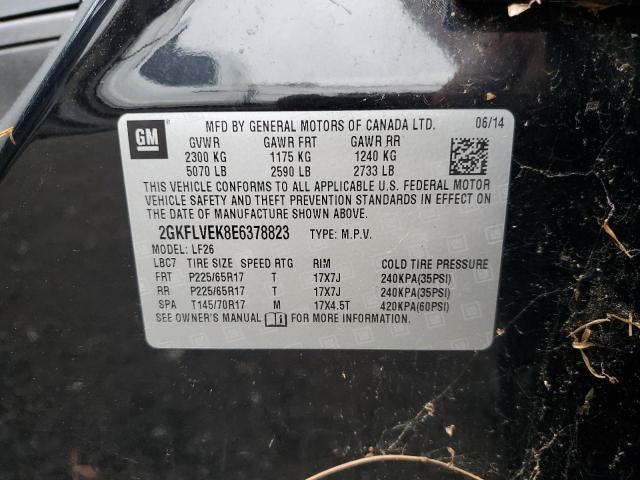 GM
MFD BY GENERAL MOTORS OF CANADA LTD. 06/14
GVWR GAWR FRT GAWR RR
2300 KG 1175 KG 1240 KG
5070 LB 2590 LB 2733 LB
THIS VEHICLE CONFORMS TO ALL APPLICABLE U.S. FEDERAL MOTOR
VEHICLE SAFETY AND THEFT PREVENTION STANDARDS IN EFFECT ON
THE DATE OF MANUFACTURE SHOWN ABOVE.
2GKFLVEK8E6378823 TYPE: M.P.V.
MODEL: LF26
LBC7 TIRE SIZE SPEED RTG RIM COLD TIRE PRESSURE
FRT P225/65R17 T 17X7J 240KPA(35PSI)
RR P225/65R17 T 17X7J 240KPA(35PSI)
SPA T145/70R17 M 17X4.5T 420KPA(60PSI)
SEE OWNER'S MANUAL FOR MORE INFORMATION.